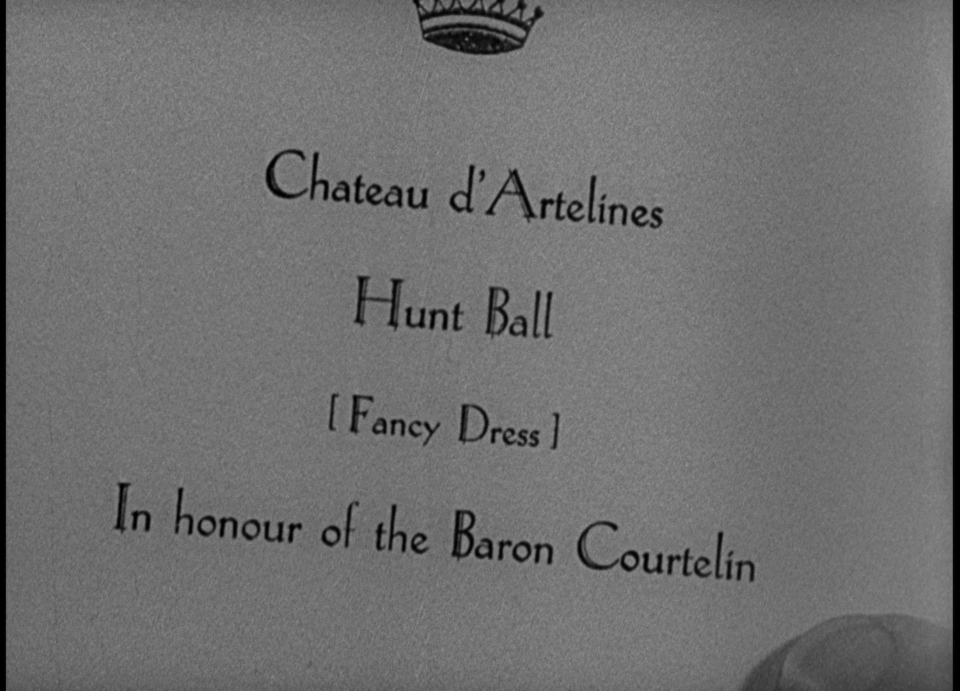 Chateau d'Artelines
Hunt Ball
[Fancy Dress]
In honour of the Baron Courtelin